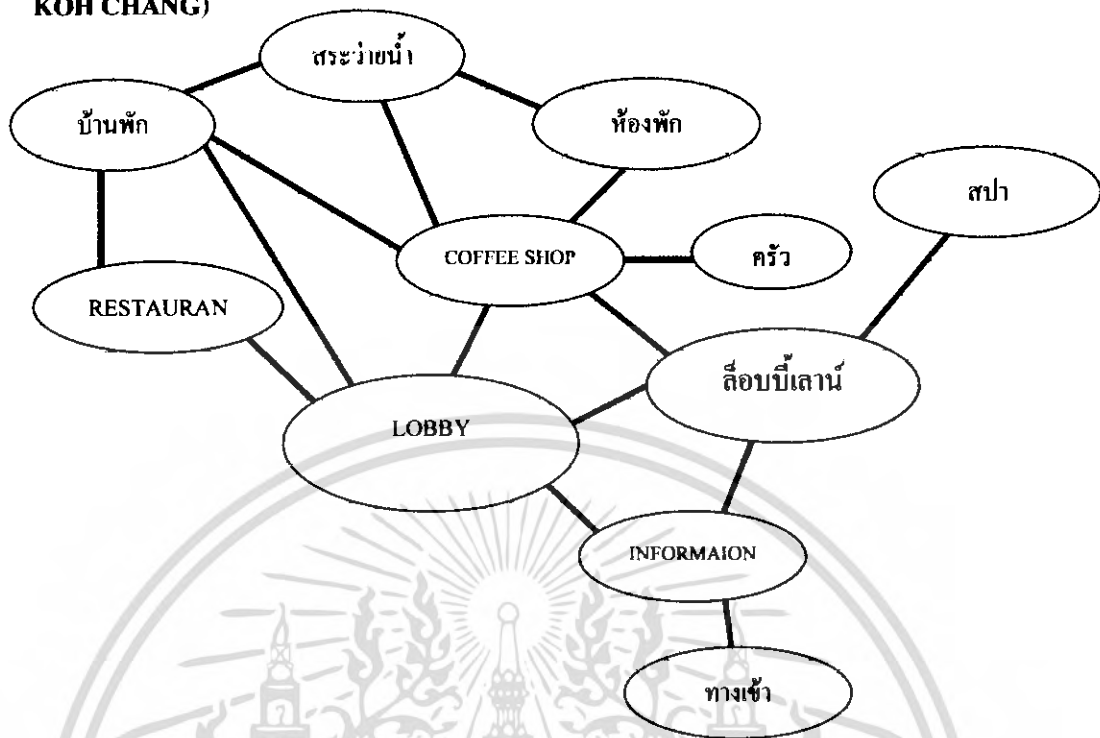 KOH CHANG)
สระว่ายน้ำ
บ้านพัก
ห้องพัก
สปา
COFFEE SHOP
ครัว
RESTAURAN
ล็อบบี้เลาน์
LOBBY
INFORMAION
ทางเข้า